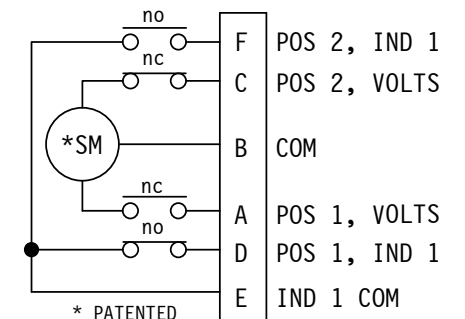 no
F POS 2, IND 1
nc
C POS 2, VOLTS
*SM
B COM
nc
A POS 1, VOLTS
no
D POS 1, IND 1
E IND 1 COM
* PATENTED